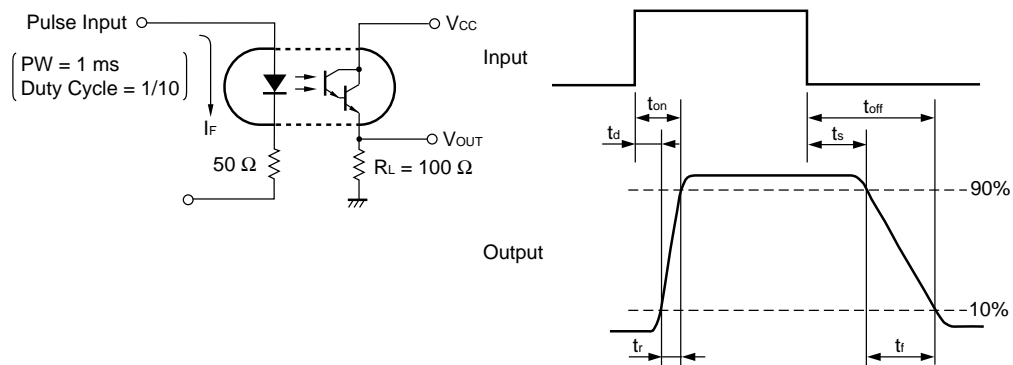 Pulse Input
PW = 1 ms
Duty Cycle = 1/10
IF
50 Ω
VCC
VOUT
RL = 100 Ω
Input
ton
toff
td
ts
90%
Output
10%
tr
tf